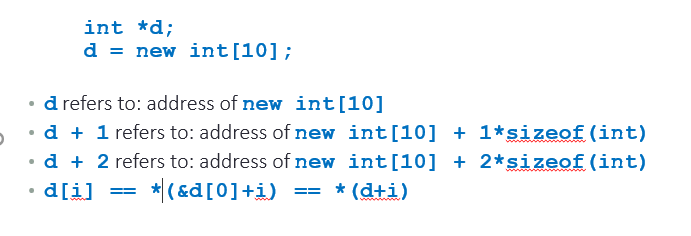 int *d;
d = new int[10];
• d refers to: address of new int[10]
• d + 1 refers to: address of new int[10] + 1*sizeof(int)
• d + 2 refers to: address of new int[10] + 2*sizeof(int)
• d[i] == *(&d[0]+i) == *(d+i)